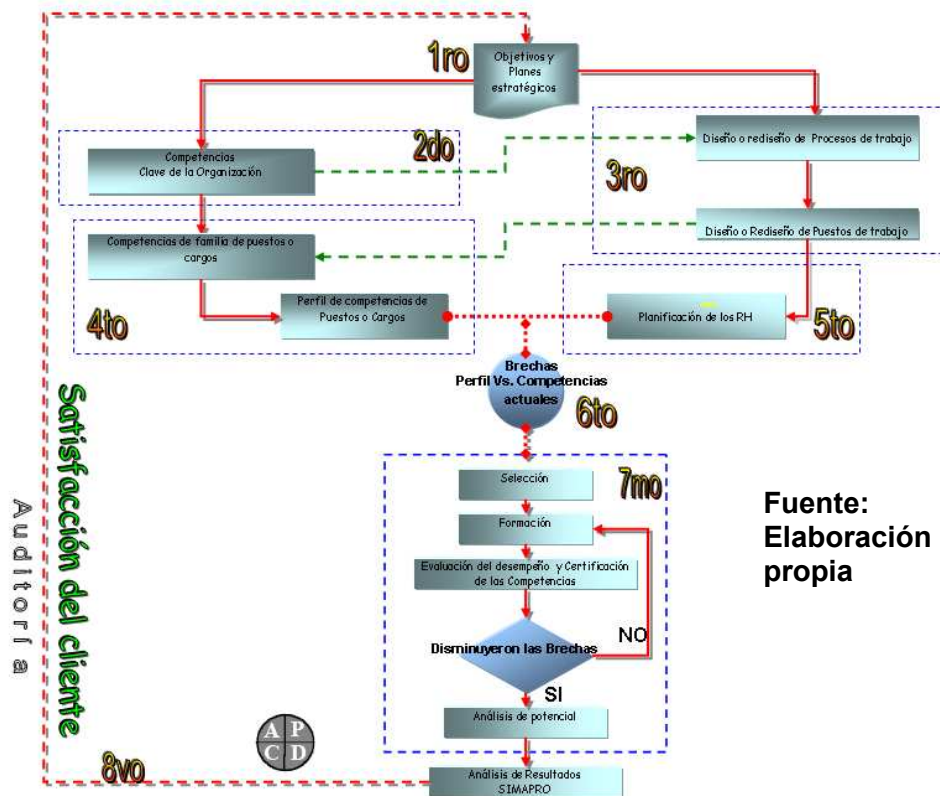 1ro
Objetivos y
Planes
estratégicos
2do
Competencias
Clave de la Organización
Diseño o rediseño de Procesos de trabajo
3ro
Diseño o Rediseño de Puestos de trabajo
Competencias de familia de puestos o
cargos
4to
Perfil de competencias de
Puestos o Cargos
Planificación de los RH
5to
Brechas
Perfil Vs. Competencias
actuales
6to
7mo
Selección
Formación
Evaluación del desempeño y Certificación
de las Competencias
Disminuyeron las Brechas
NO
SI
Análisis de potencial
Análisis de Resultados
SIMAPRO
8vo
A P
C D
Satisfacción del cliente
Auditoría
Fuente:
Elaboración
propia